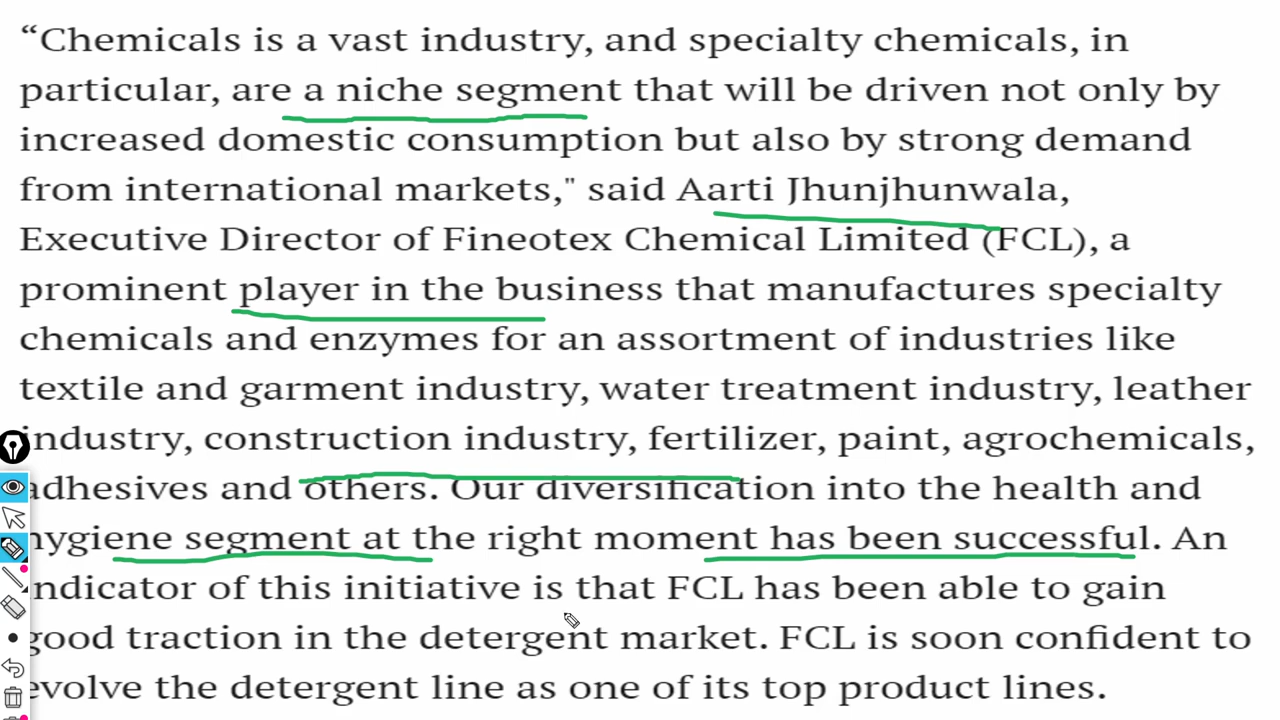 “Chemicals is a vast industry, and specialty chemicals, in
particular, are a niche segment that will be driven not only by
increased domestic consumption but also by strong demand
from international markets," said Aarti Jhunjhunwala,
Executive Director of Fineotex Chemical Limited (FCL), a
prominent player in the business that manufactures specialty
chemicals and enzymes for an assortment of industries like
textile and garment industry, water treatment industry, leather
industry, construction industry, fertilizer, paint, agrochemicals,
adhesives and others. Our diversification into the health and
hygiene segment at the right moment has been successful. An
indicator of this initiative is that FCL has been able to gain
good traction in the detergent market. FCL is soon confident to
evolve the detergent line as one of its top product lines.